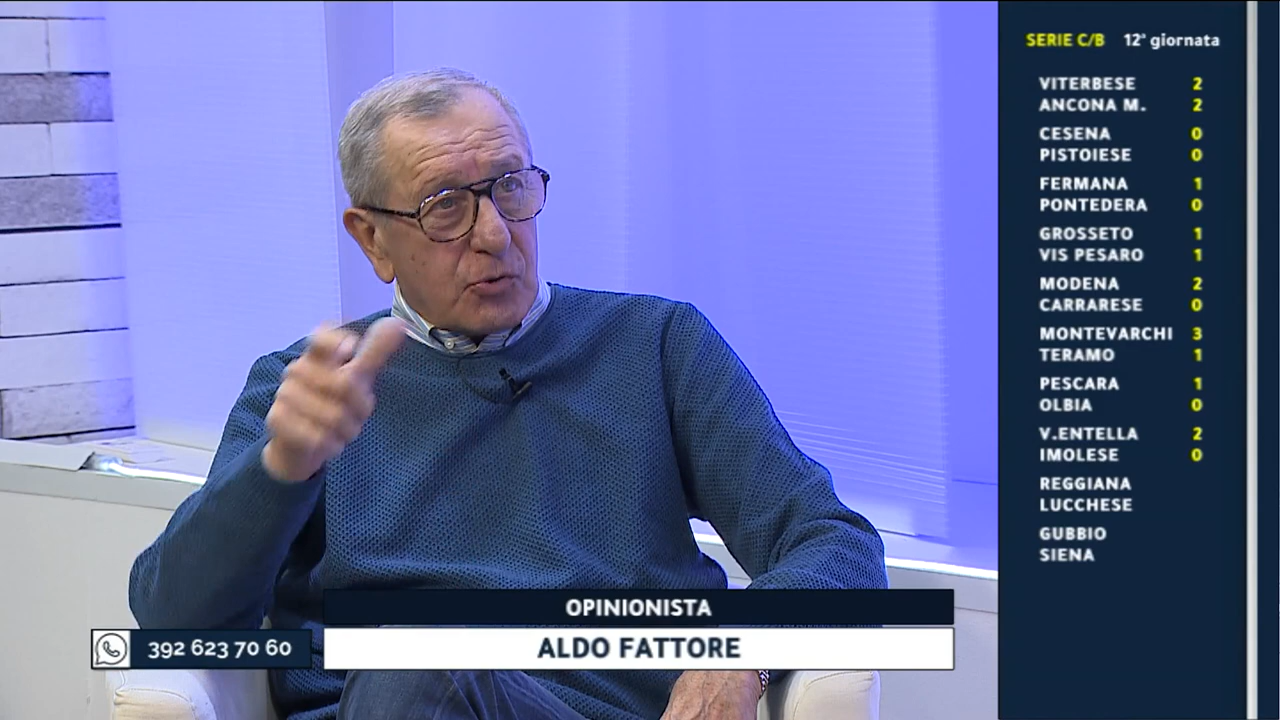 SERIE C/B 12ª giornata
VITERBESE 2
ANCONA M. 2
CESENA 0
PISTOIESE 0
FERMANA 1
PONTEDERA 0
GROSSETO 1
VIS PESARO 1
MODENA 2
CARRARESE 0
MONTEVARCHI 3
TERAMO 1
PESCARA 1
OLBIA 0
V.ENTELLA 2
IMOLESE 0
REGGIANA
LUCCHESE
GUBBIO
SIENA
OPINIONISTA
392 623 70 60
ALDO FATTORE